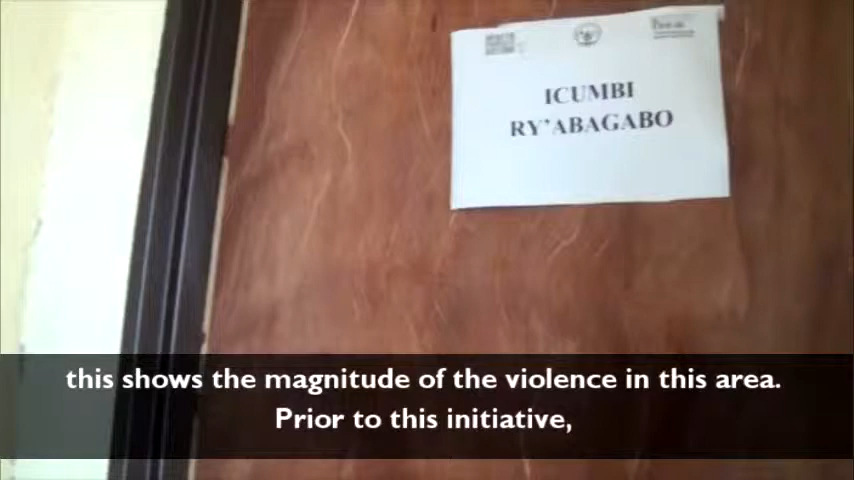 ICUMBI
RY'ABAGABO
this shows the magnitude of the violence in this area.
Prior to this initiative,